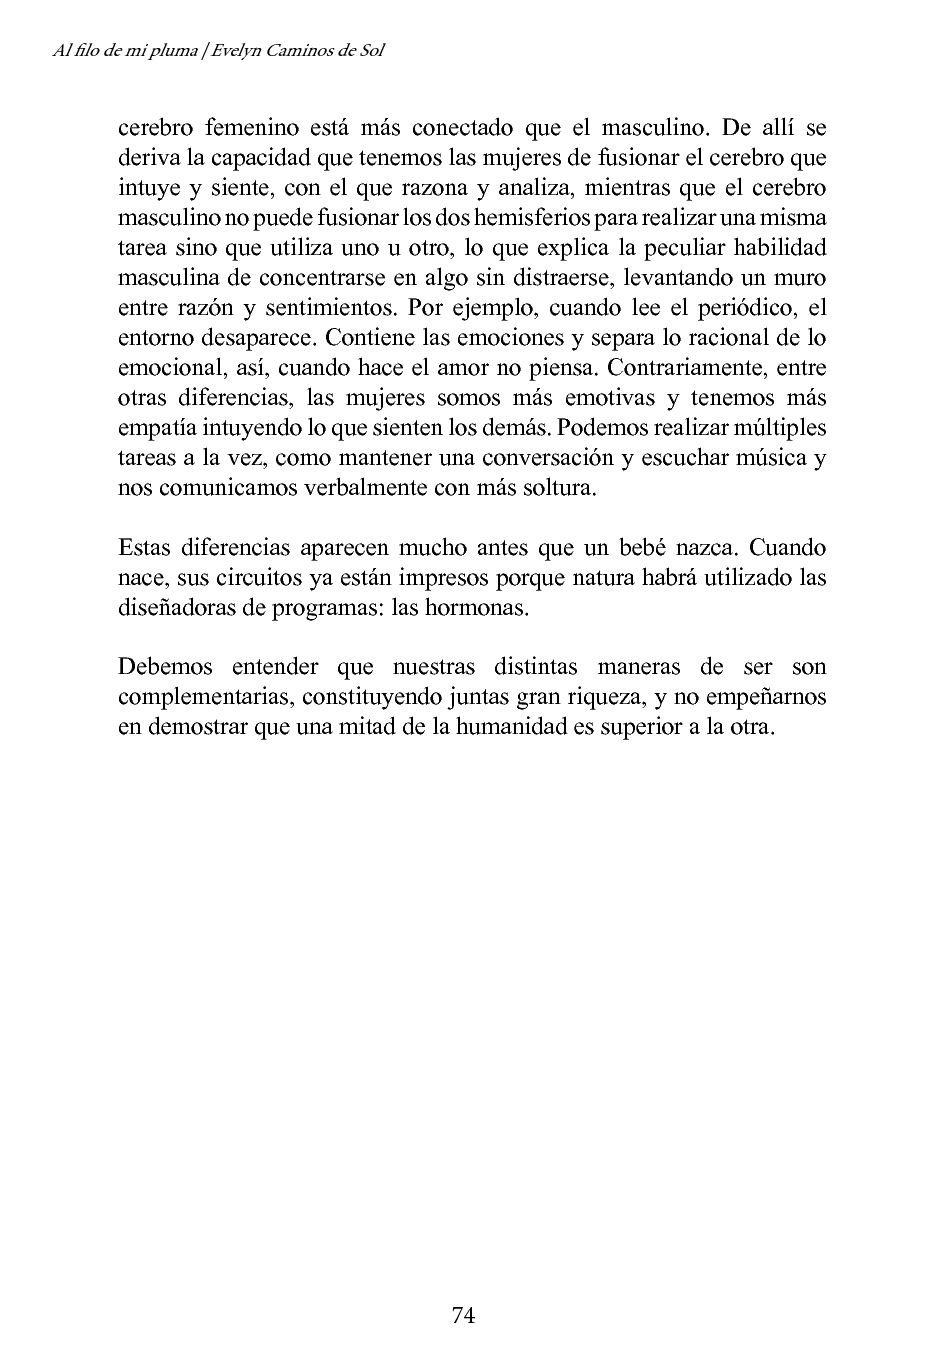 Al filo de mi pluma / Evelyn Caminos de Sol
cerebro femenino está más conectado que el masculino. De allí se
deriva la capacidad que tenemos las mujeres de fusionar el cerebro que
intuye y siente, con el que razona y analiza, mientras que el cerebro
masculino no puede fusionar los dos hemisferios para realizar una misma
tarea sino que utiliza uno u otro, lo que explica la peculiar habilidad
masculina de concentrarse en algo sin distraerse, levantando un muro
entre razón y sentimientos. Por ejemplo, cuando lee el periódico, el
entorno desaparece. Contiene las emociones y separa lo racional de lo
emocional, así, cuando hace el amor no piensa. Contrariamente, entre
otras diferencias, las mujeres somos más emotivas y tenemos más
empatía intuyendo lo que sienten los demás. Podemos realizar múltiples
tareas a la vez, como mantener una conversación y escuchar música y
nos comunicamos verbalmente con más soltura.
Estas diferencias aparecen mucho antes que un bebé nazca. Cuando
nace, sus circuitos ya están impresos porque natura habrá utilizado las
diseñadoras de programas: las hormonas.
Debemos entender que nuestras distintas maneras de ser son
complementarias, constituyendo juntas gran riqueza, y no empeñarnos
en demostrar que una mitad de la humanidad es superior a la otra.
74